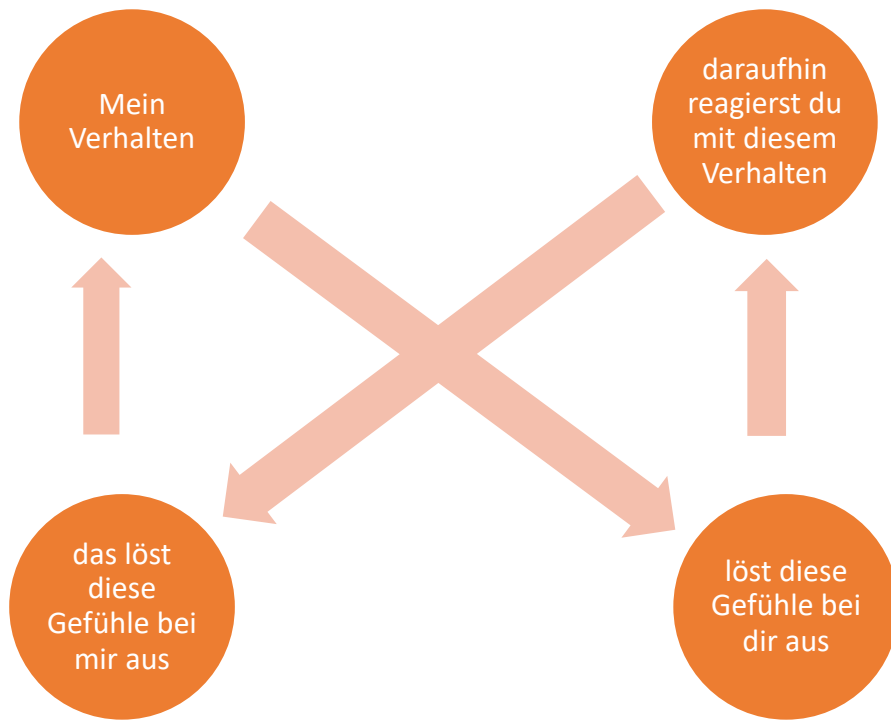 Mein
Verhalten
daraufhin
reagierst du
mit diesem
Verhalten
das löst
diese
Gefühle bei
mir aus
löst diese
Gefühle bei
dir aus